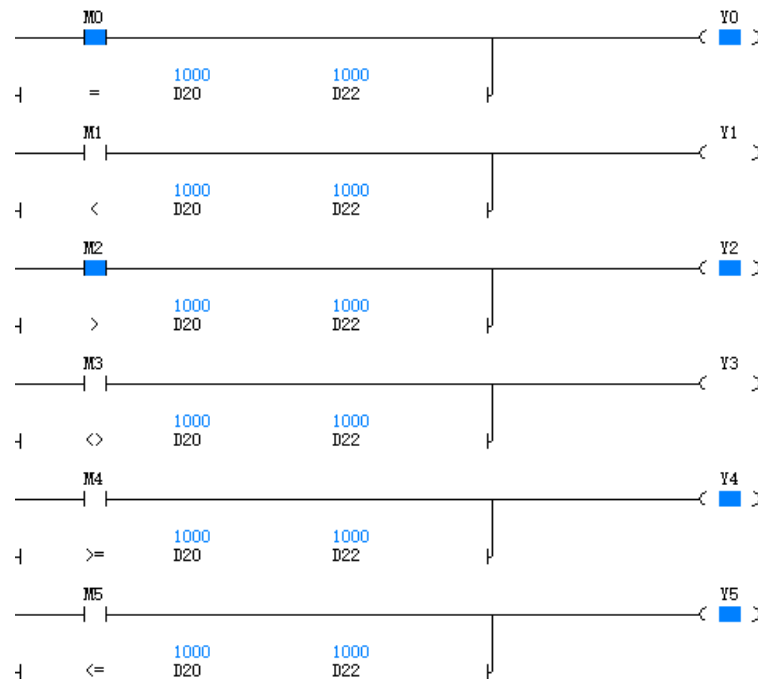 M0 Y0
1000 1000
= D20 D22
M1 Y1
1000 1000
< D20 D22
M2 Y2
1000 1000
> D20 D22
M3 Y3
1000 1000
<> D20 D22
M4 Y4
1000 1000
>= D20 D22
M5 Y5
1000 1000
<= D20 D22